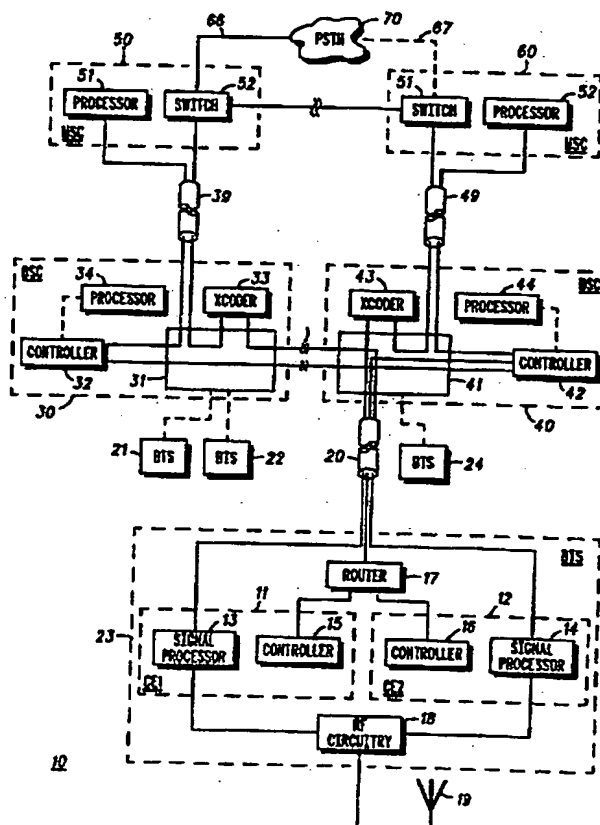 70
66
67
PSTN
50
60
51
52
51
52
PROCESSOR
SWITCH
SWITCH
PROCESSOR
MSC
MSC
39
49
BSC
34
33
43
44
BSC
PROCESSOR
XCODER
XCODER
PROCESSOR
CONTROLLER
CONTROLLER
32
31
41
42
30
40
21
BTS
BTS
22
20
BTS
24
BTS
ROUTER
17
11
12
23
13
15
16
14
SIGNAL
PROCESSOR
CONTROLLER
CONTROLLER
SIGNAL
PROCESSOR
CE1
CE2
RF
CIRCUITRY
18
10
19